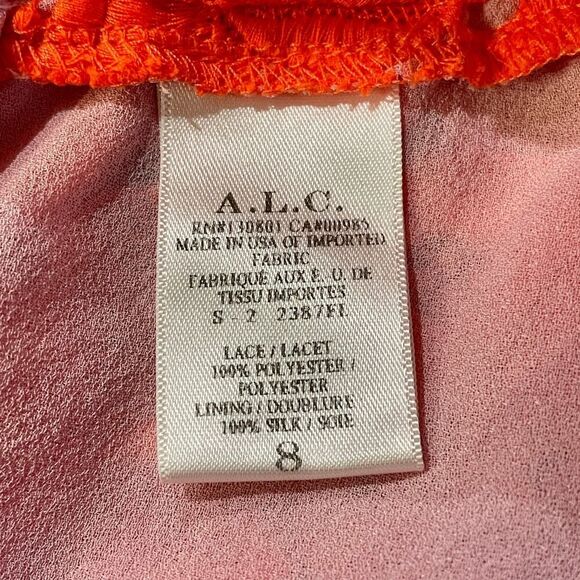 A.L.C.
RN#130801 CA#00985
MADE IN USA OF IMPORTED
FABRIC
FABRIQUE AUX E. U. DE
TISSU IMPORTES
S - 2 2387FL
LACE / LACET
100% POLYESTER /
POLYESTER
LINING / DOUBLURE
100% SILK / SOIE
8